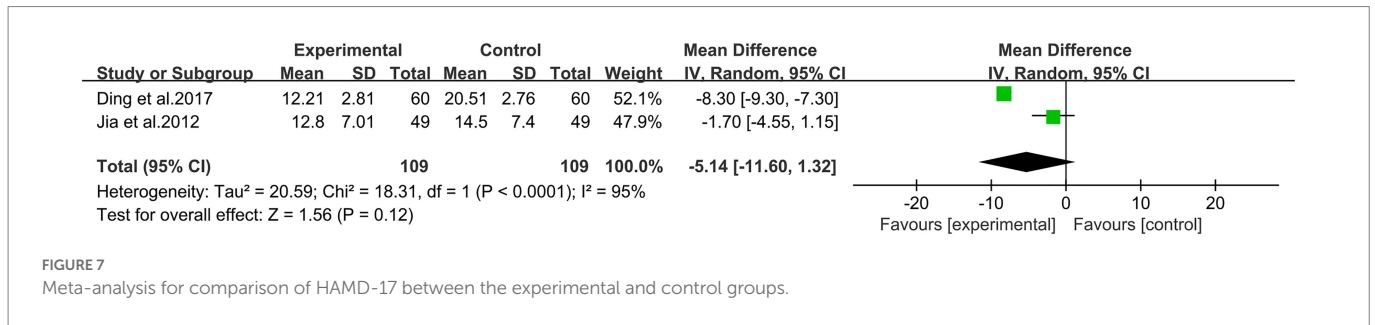 Experimental Control Mean Difference Mean Difference
Study or Subgroup Mean SD Total Mean SD Total Weight IV, Random, 95% CI IV, Random, 95% CI
Ding et al.2017 12.21 2.81 60 20.51 2.76 60 52.1% -8.30 [-9.30, -7.30]
Jia et al.2012 12.8 7.01 49 14.5 7.4 49 47.9% -1.70 [-4.55, 1.15]
Total (95% CI) 109 109 100.0% -5.14 [-11.60, 1.32]
Heterogeneity: Tau² = 20.59; Chi² = 18.31, df = 1 (P < 0.0001); I² = 95%
Test for overall effect: Z = 1.56 (P = 0.12)
-20 -10 0 10 20
Favours [experimental] Favours [control]
FIGURE 7
Meta-analysis for comparison of HAMD-17 between the experimental and control groups.